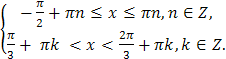 { -π/2 + πn ≤ x ≤ πn, n ∈ Z,
π/3 + πk < x < 2π/3 + πk, k ∈ Z.